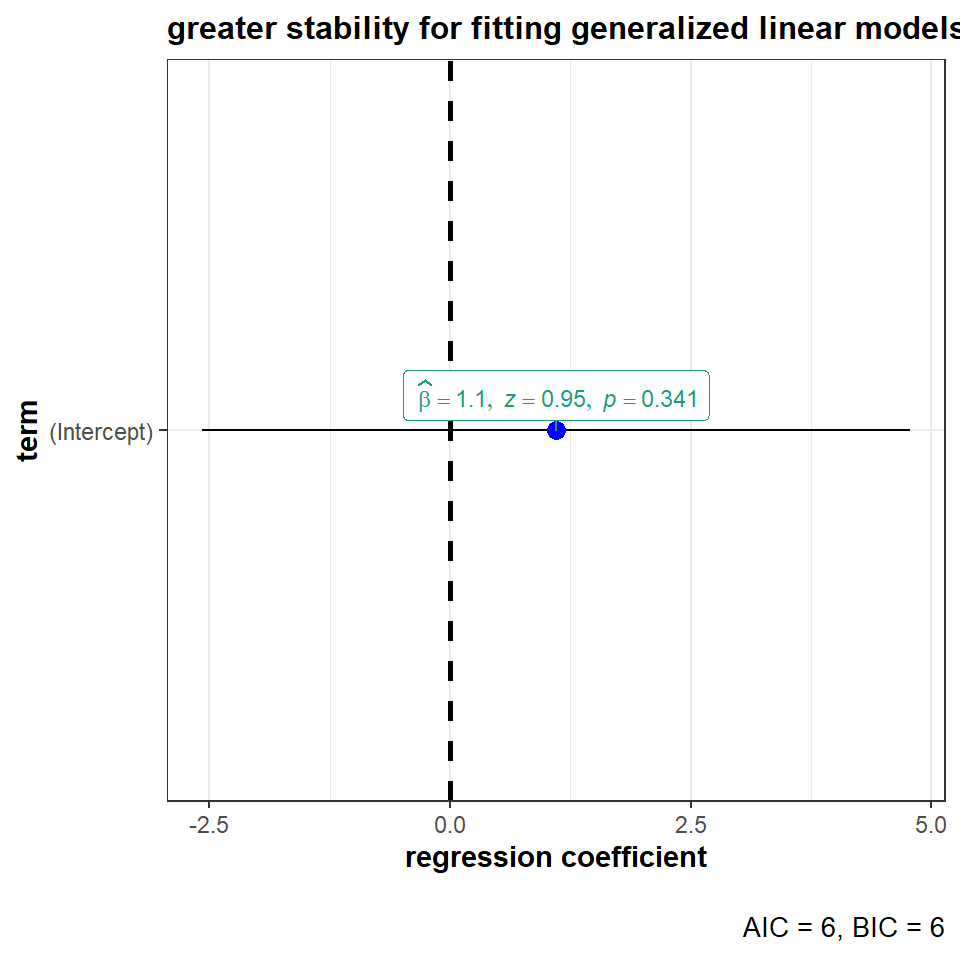 greater stability for fitting generalized linear models
term
(Intercept)
β̂ = 1.1, z = 0.95, p = 0.341
-2.5 0.0 2.5 5.0
regression coefficient
AIC = 6, BIC = 6